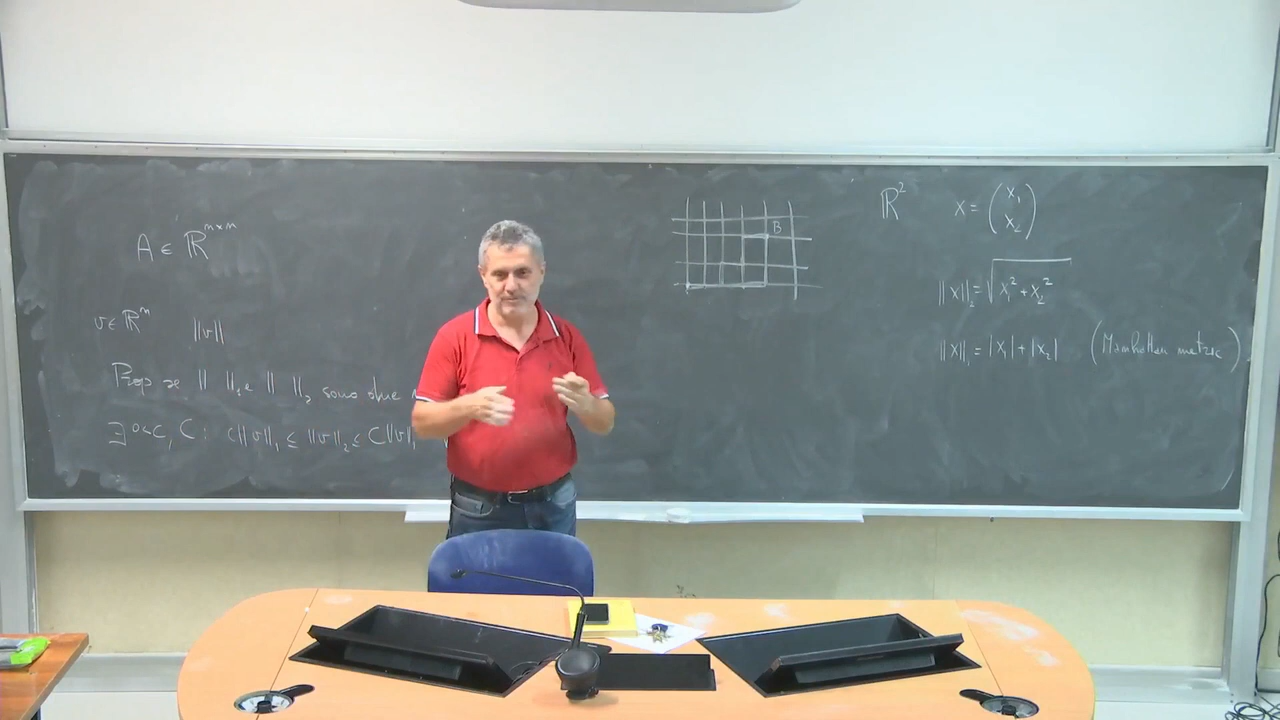 A ∈ ℝ^{n×n}
v ∈ ℝ^n ‖v‖
Prop se ‖ ‖₁ e ‖ ‖₂ sono due
∃ 0<c, C : c‖v‖₁ ≤ ‖v‖₂ ≤ C‖v‖₁
B
ℝ² x = (x₁ x₂)
‖x‖₂ = √(x₁² + x₂²)
‖x‖₁ = |x₁| + |x₂| (Manhattan metric)